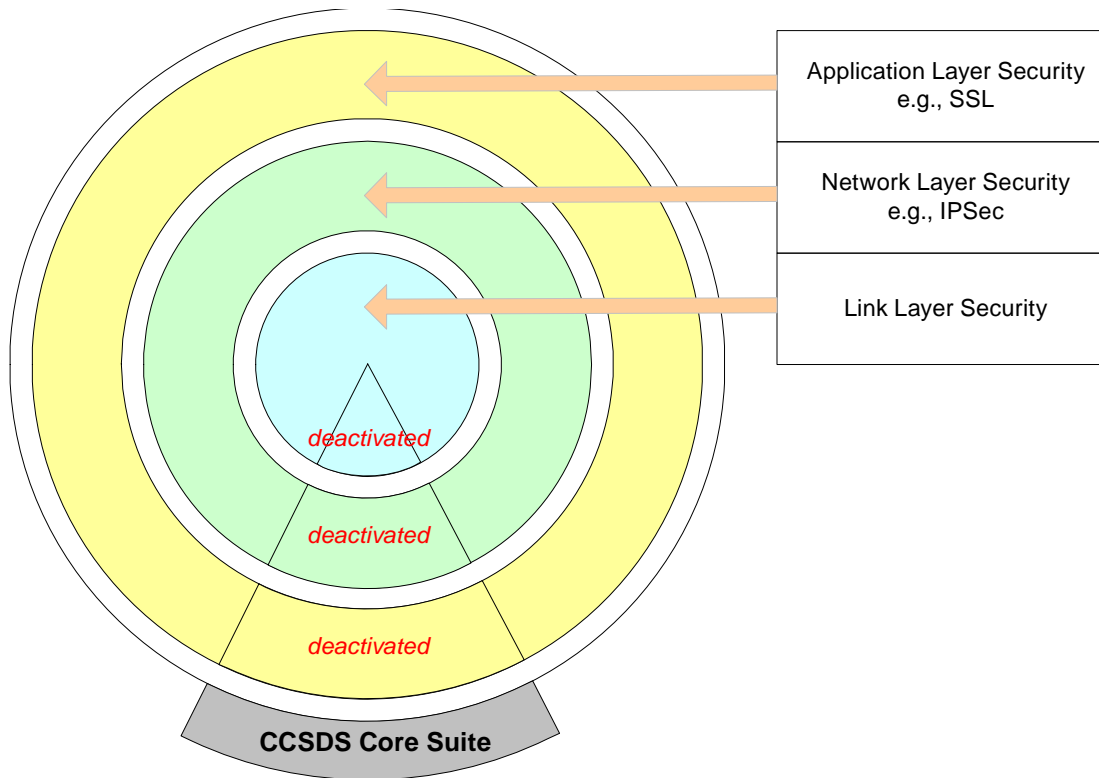 Application Layer Security
e.g., SSL
Network Layer Security
e.g., IPSec
Link Layer Security
deactivated
deactivated
deactivated
CCSDS Core Suite